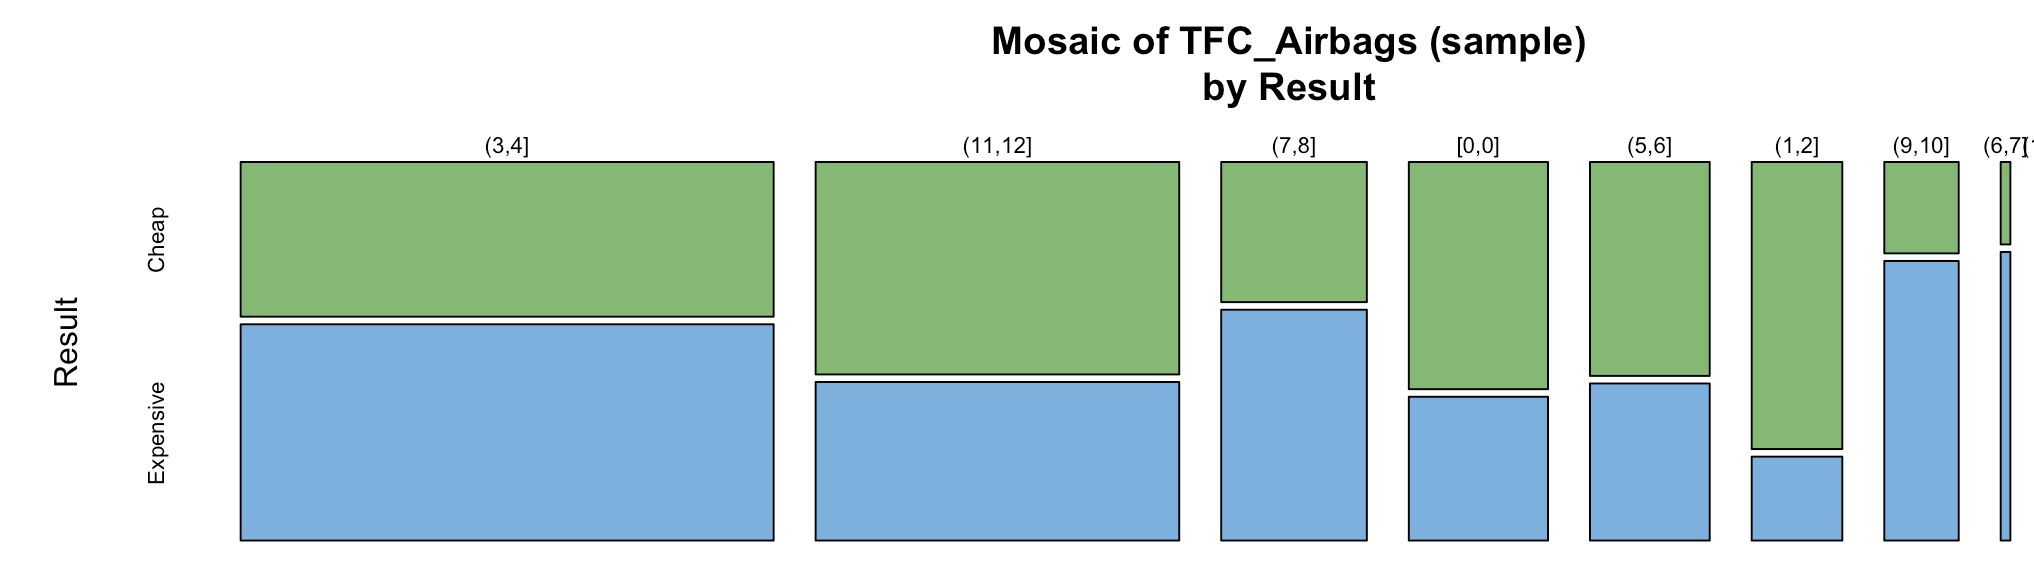 Mosaic of TFC_Airbags (sample)
by Result
(3,4] (11,12] (7,8] [0,0] (5,6] (1,2] (9,10] (6,7]
Cheap
Result
Expensive